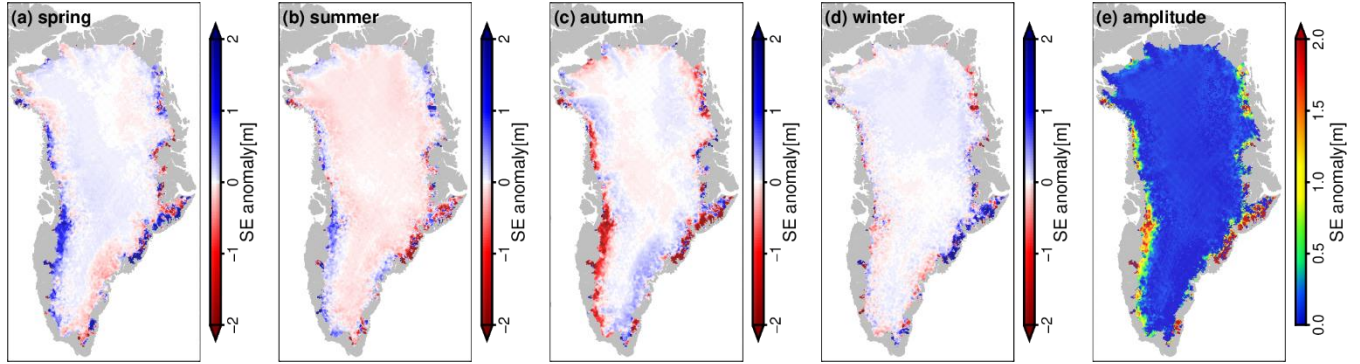 (a) spring
2
1
0
−1
−2
SE anomaly[m]
(b) summer
2
1
0
−1
−2
SE anomaly[m]
(c) autumn
2
1
0
−1
−2
SE anomaly[m]
(d) winter
2
1
0
−1
−2
SE anomaly[m]
(e) amplitude
2.0
1.5
1.0
0.5
0.0
SE anomaly[m]